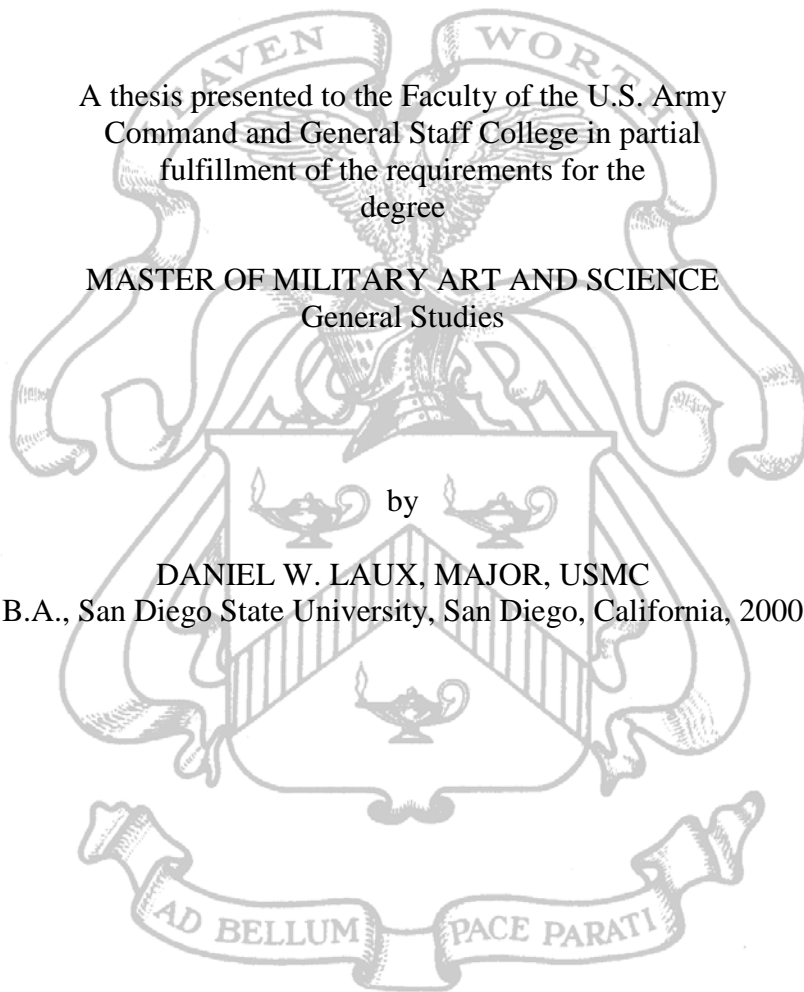 LEAVEN WORTH
A thesis presented to the Faculty of the U.S. Army
Command and General Staff College in partial
fulfillment of the requirements for the
degree
MASTER OF MILITARY ART AND SCIENCE
General Studies
by
DANIEL W. LAUX, MAJOR, USMC
B.A., San Diego State University, San Diego, California, 2000
AD BELLUM PACE PARATI